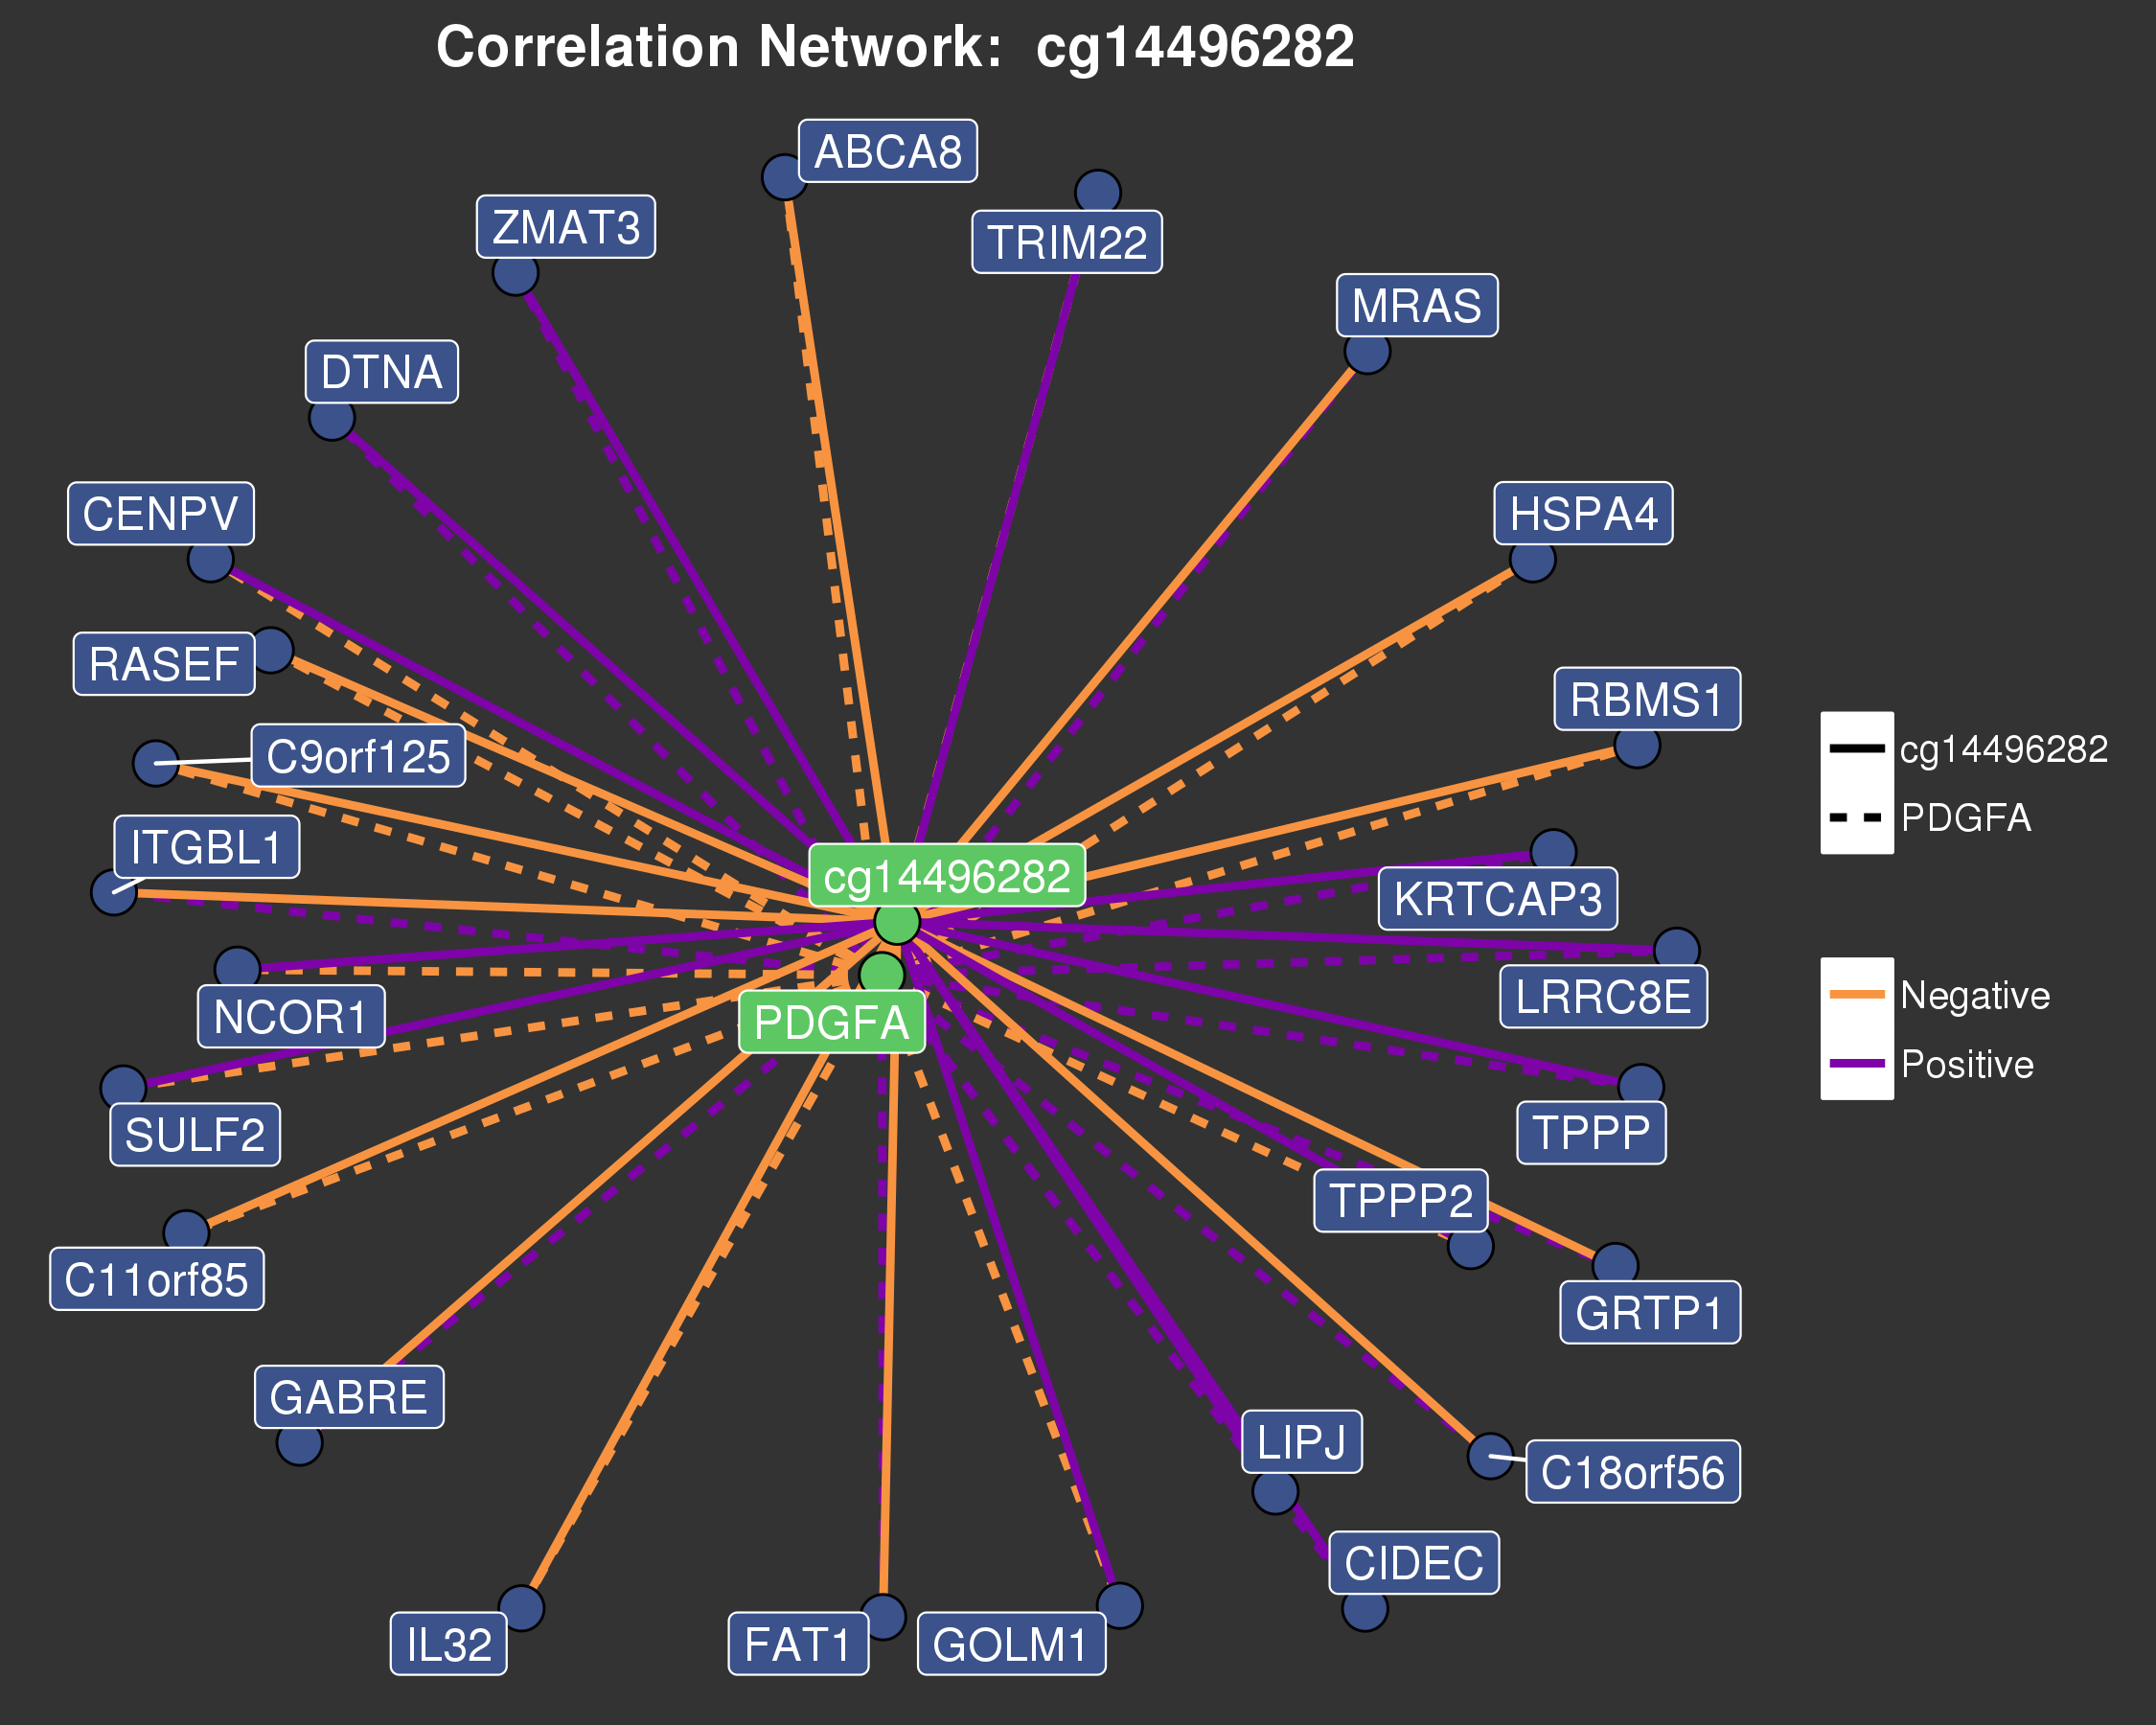 Correlation Network: cg14496282
ABCA8
ZMAT3
TRIM22
MRAS
DTNA
CENPV
HSPA4
RASEF
RBMS1
C9orf125
cg14496282
ITGBL1
PDGFA
cg14496282
KRTCAP3
LRRC8E
NCOR1
PDGFA
Negative
Positive
SULF2
TPPP
TPPP2
C11orf85
GRTP1
GABRE
LIPJ
C18orf56
CIDEC
IL32
FAT1
GOLM1